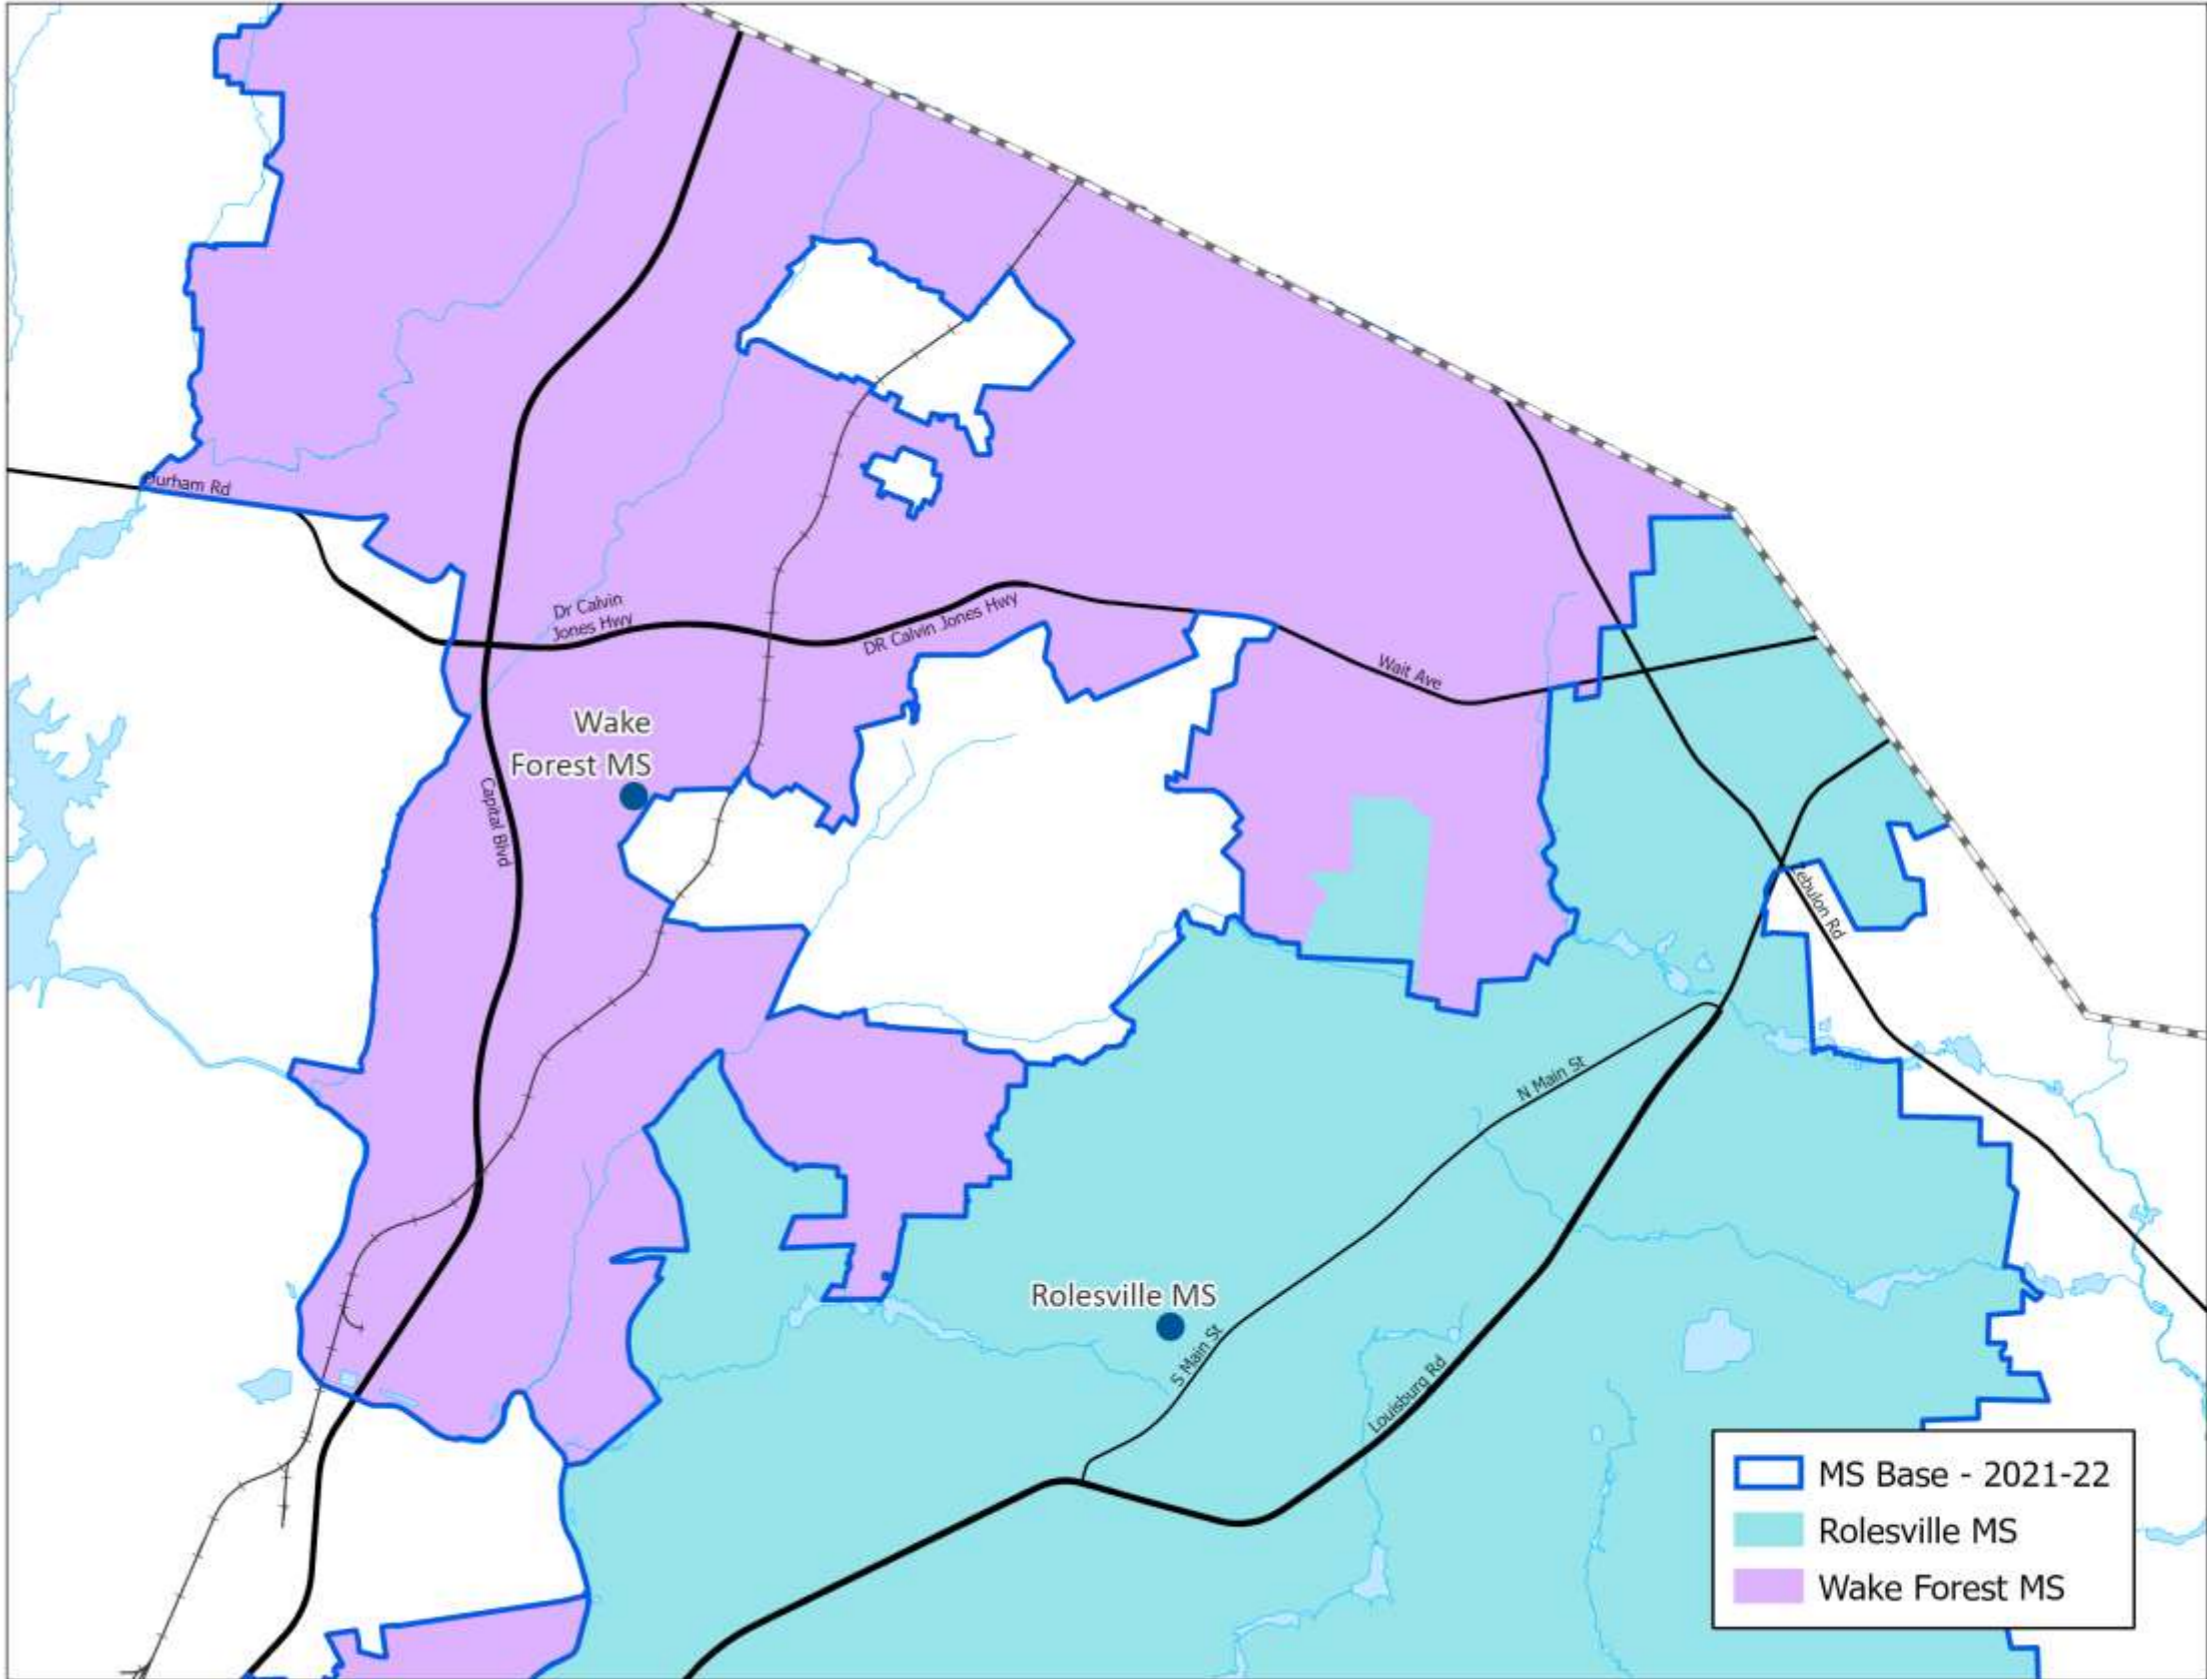 Durham Rd
Dr Calvin
Jones Hwy
DR Calvin Jones Hwy
Wait Ave
Wake
Forest MS
Capital Blvd
Zebulon Rd
N Main St
Rolesville MS
S Main St
Louisburg Rd
MS Base - 2021-22
Rolesville MS
Wake Forest MS